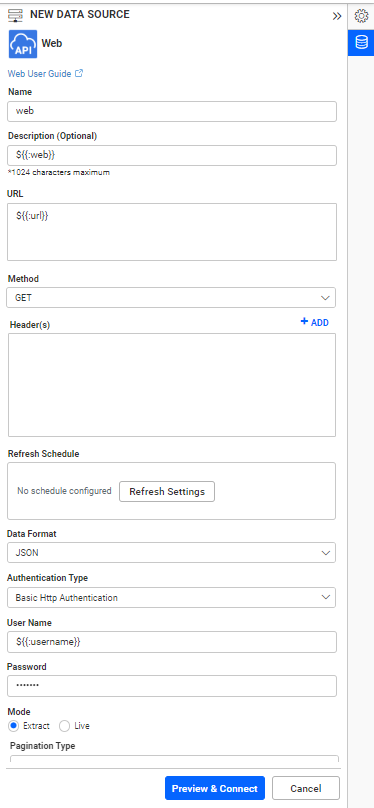 NEW DATA SOURCE
API
Web
Web User Guide
Name
web
Description (Optional)
${{:web}}
*1024 characters maximum
URL
${{:url}}
Method
GET
Header(s)
+ ADD
Refresh Schedule
No schedule configured
Refresh Settings
Data Format
JSON
Authentication Type
Basic Http Authentication
User Name
${{:username}}
Password
•••••••
Mode
Extract
Live
Pagination Type
Preview & Connect
Cancel